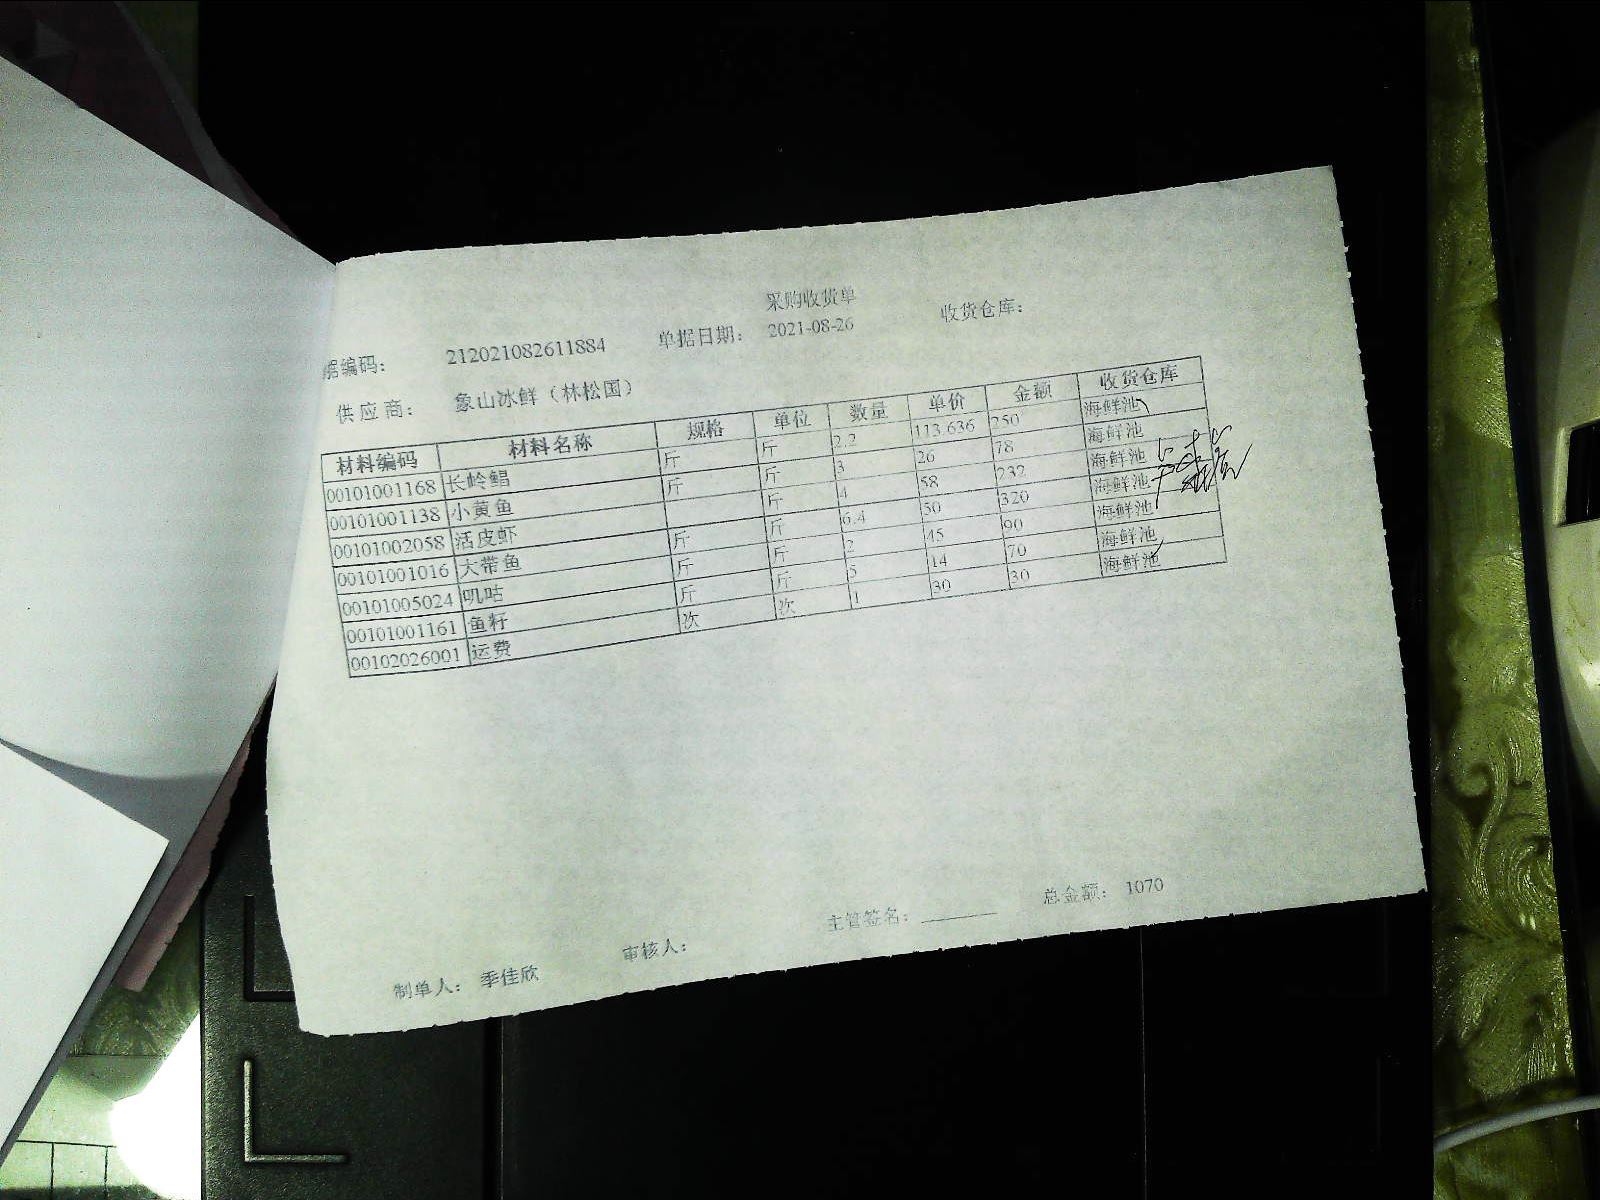 采购收货单
据编码： 212021082611884 单据日期： 2021-08-26 收货仓库：
供应商： 象山冰鲜（林松国）
材料编码 材料名称 规格 单位 数量 单价 金额 收货仓库
00101001168 长岭鲳 斤 斤 2.2 113.636 250 海鲜池
00101001138 小黄鱼 斤 斤 3 26 78 海鲜池
00101002058 活皮虾 斤 4 58 232 海鲜池
00101001016 大带鱼 斤 斤 6.4 50 320 海鲜池
00101005024 叽咕 斤 斤 2 45 90 海鲜池
00101001161 鱼籽 斤 斤 5 14 70 海鲜池
00102026001 运费 次 次 1 30 30 海鲜池
制单人： 季佳欣 审核人： 主管签名： 总金额： 1070